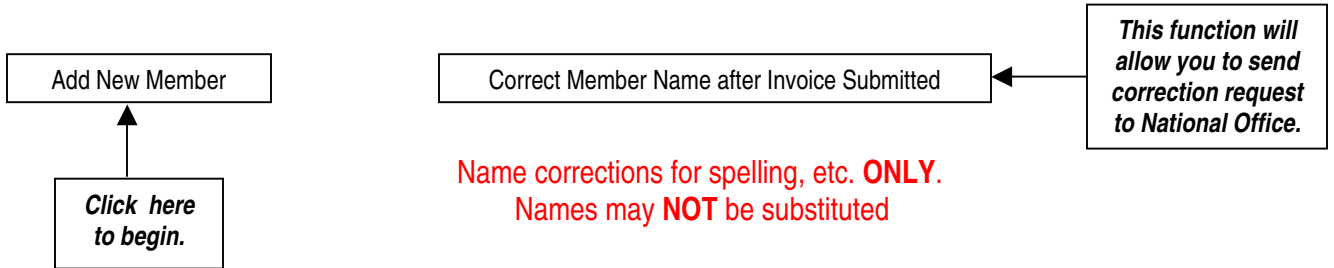 Add New Member
Click here
to begin.
Correct Member Name after Invoice Submitted
Name corrections for spelling, etc. ONLY.
Names may NOT be substituted
This function will
allow you to send
correction request
to National Office.